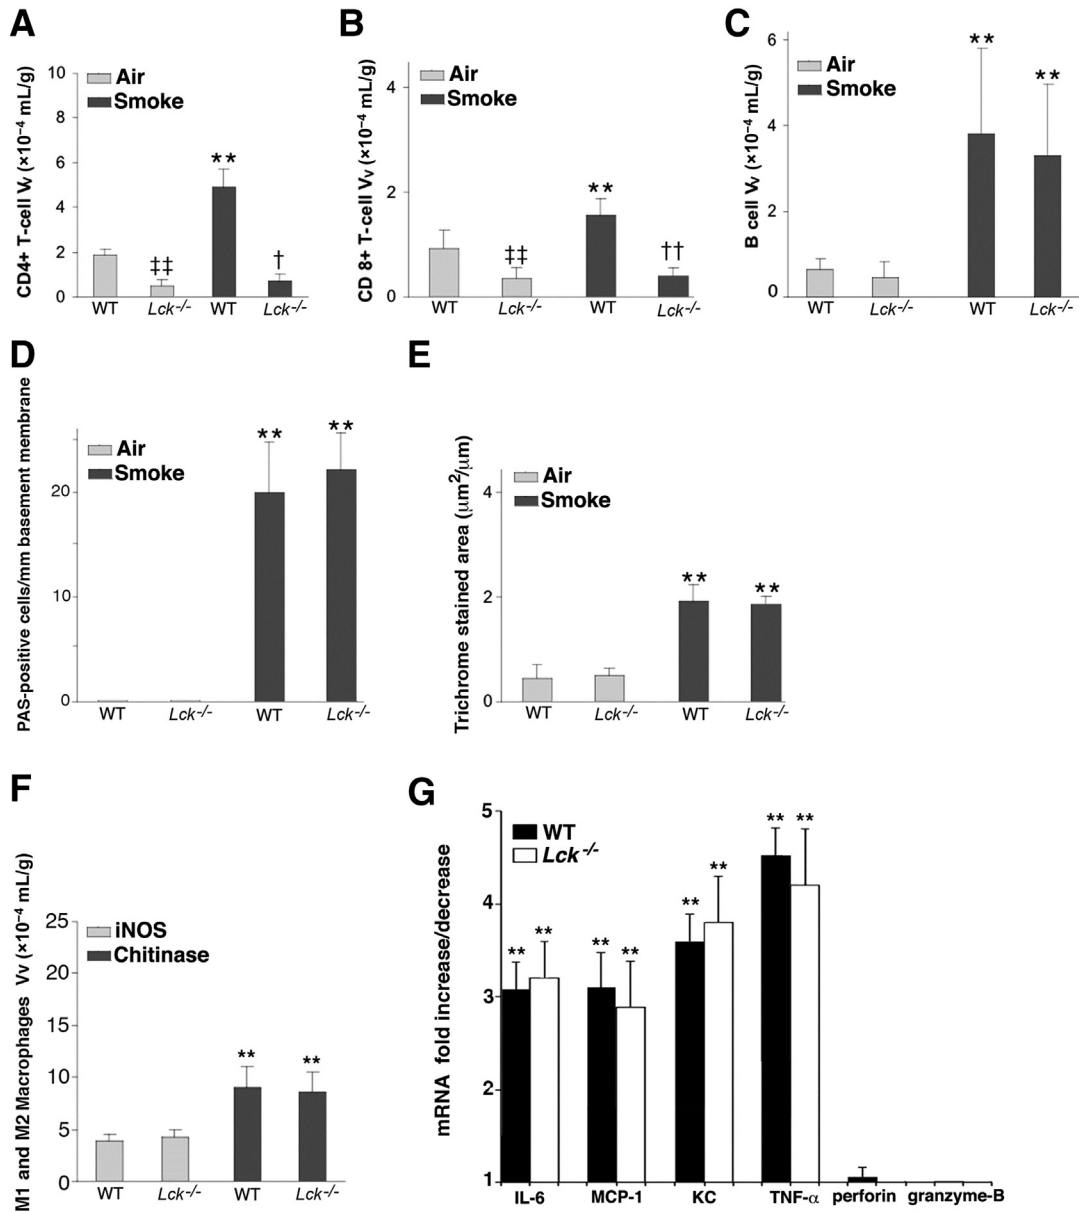 A
CD4+ T-cell Vv (×10⁻⁴ mL/g)
10
8
6
4
2
0
Air
Smoke
‡‡
**
†
WT Lck-/- WT Lck-/-
B
CD 8+ T-cell Vv (×10⁻⁴ mL/g)
4
2
0
Air
Smoke
‡‡
**
††
WT Lck-/- WT Lck-/-
C
B cell Vv (×10⁻⁴ mL/g)
6
4
2
0
Air
Smoke
**
**
WT Lck-/- WT Lck-/-
D
PAS-positive cells/mm basement membrane
20
10
0
Air
Smoke
**
**
WT Lck-/- WT Lck-/-
E
Trichrome stained area (μm²/μm)
4
2
0
Air
Smoke
**
**
WT Lck-/- WT Lck-/-
F
M1 and M2 Macrophages Vv (×10⁻⁴ mL/g)
25
20
15
10
5
0
iNOS
Chitinase
**
**
WT Lck-/- WT Lck-/-
G
mRNA fold increase/decrease
5
4
3
2
1
WT
Lck -/-
** **
** **
** **
** **
IL-6 MCP-1 KC TNF-α perforin granzyme-B